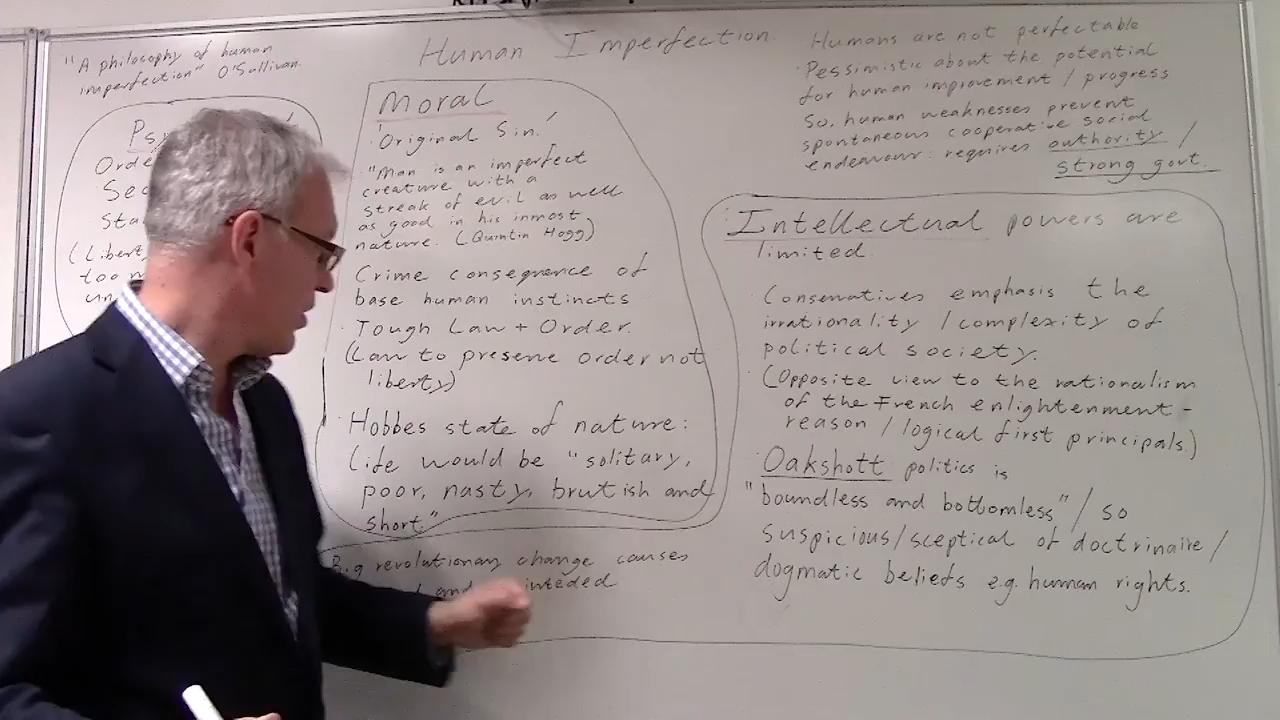 Human Imperfection
"A philosophy of human
imperfection" O'Sullivan.
Humans are not perfectable
Pessimistic about the potential
for human improvement / progress
So, human weaknesses prevent
spontaneous cooperative social
endeavour: requires authority /
strong govt.
(Libert
too
Moral
'Original Sin.'
"Man is an imperfect
creature with a
streak of evil as well
as good in his inmost
nature. (Quintin Hogg)
Crime consequence of
base human instincts
Tough Law + Order.
(Law to preserve order not
liberty)
Hobbes state of nature:
Life would be "solitary,
poor, nasty, brutish and
short."
Intellectual powers are
limited.
Conservatives emphasis the
irrationality / complexity of
political society.
(Opposite view to the rationalism
of the French enlightenment -
reason / logical first principals)
Oakshott politics is
"boundless and bottomless" / so
suspicious/sceptical of doctrinaire /
dogmatic beliefs e.g. human rights.
revolutionary change causes
and inteded